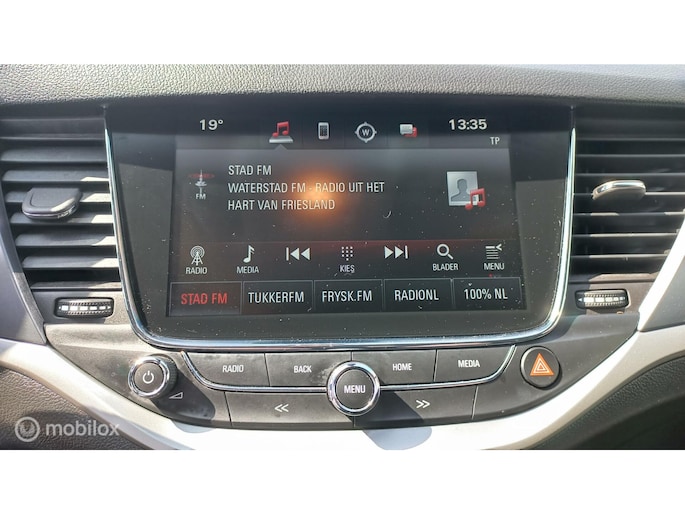 19° W 13:35
TP
STAD FM
WATERSTAD FM - RADIO UIT HET
HART VAN FRIESLAND
FM
RADIO MEDIA KIES BLADER MENU
STAD FM TUKKERFM FRYSK.FM RADIONL 100% NL
RADIO BACK HOME MEDIA
MENU
mobilox